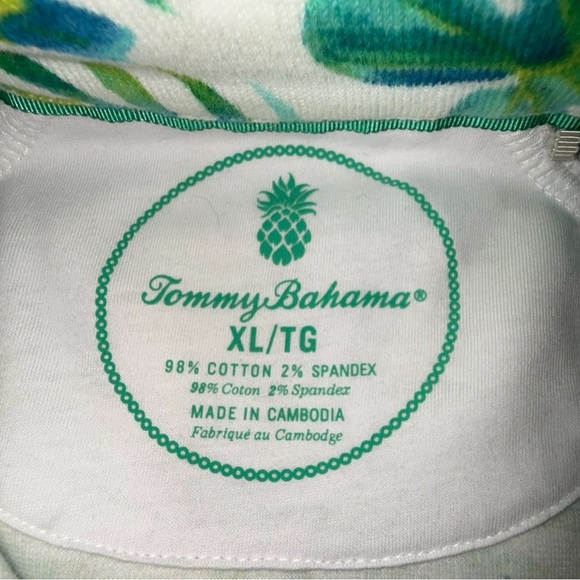 Tommy Bahama®
XL/TG
98% COTTON 2% SPANDEX
98% Coton 2% Spandex
MADE IN CAMBODIA
Fabriqué au Cambodge